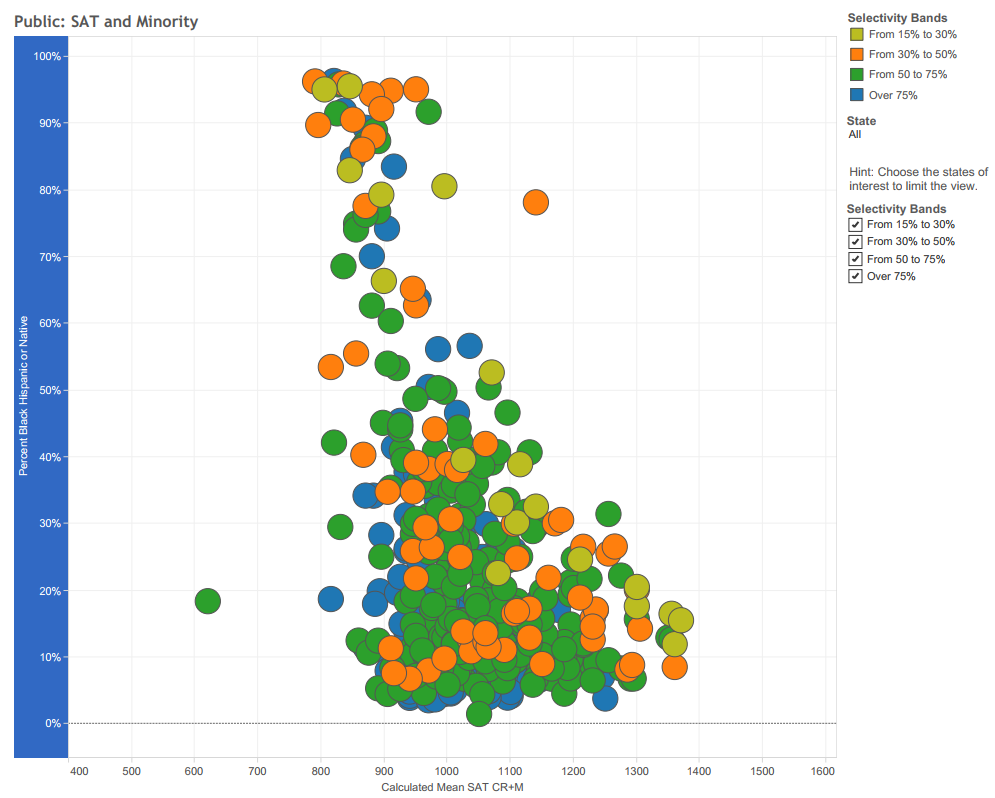 Public: SAT and Minority
Percent Black Hispanic or Native
100%
90%
80%
70%
60%
50%
40%
30%
20%
10%
0%
400 500 600 700 800 900 1000 1100 1200 1300 1400 1500 1600
Calculated Mean SAT CR+M
Selectivity Bands
From 15% to 30%
From 30% to 50%
From 50 to 75%
Over 75%
State
All
Hint: Choose the states of
interest to limit the view.
Selectivity Bands
From 15% to 30%
From 30% to 50%
From 50 to 75%
Over 75%